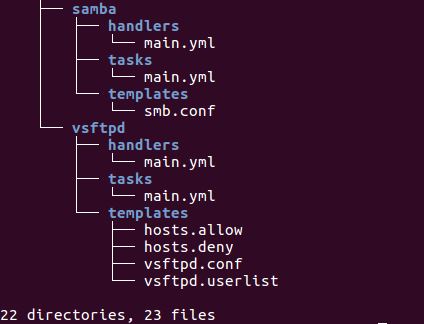 samba
handlers
main.yml
tasks
main.yml
templates
smb.conf
vsftpd
handlers
main.yml
tasks
main.yml
templates
hosts.allow
hosts.deny
vsftpd.conf
vsftpd.userlist
22 directories, 23 files